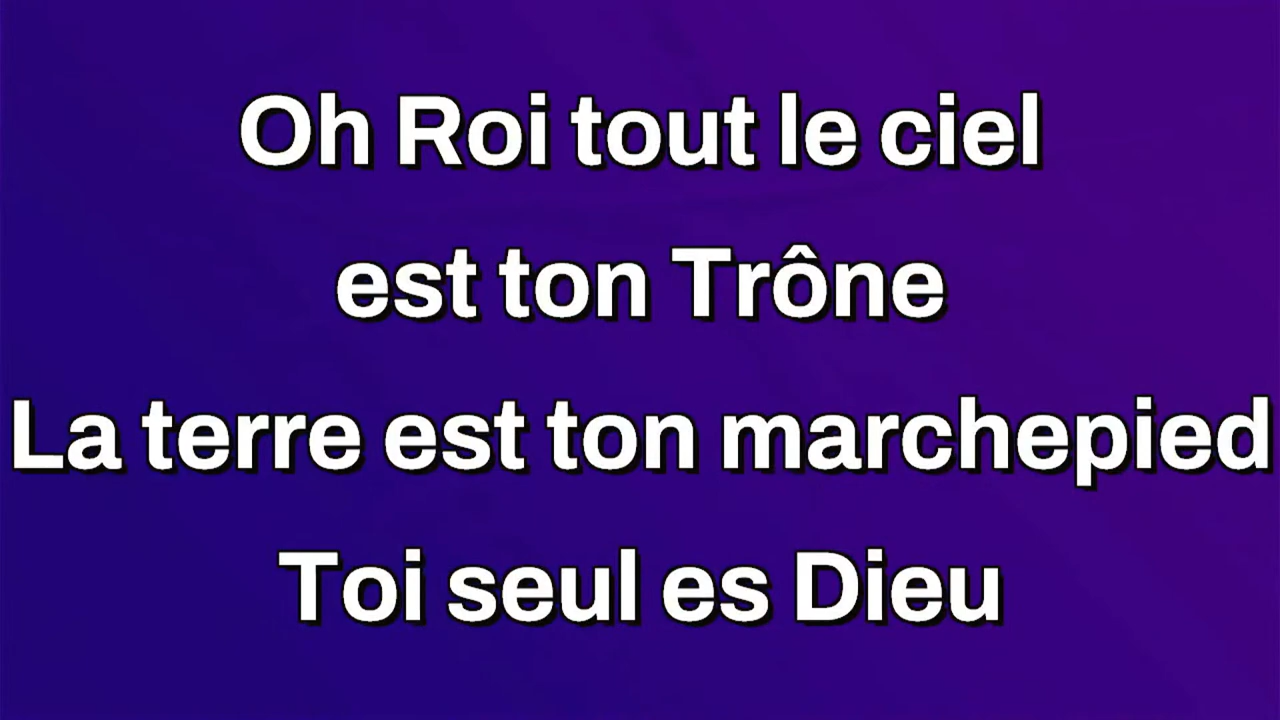 Oh Roi tout le ciel
est ton Trône
La terre est ton marchepied
Toi seul es Dieu